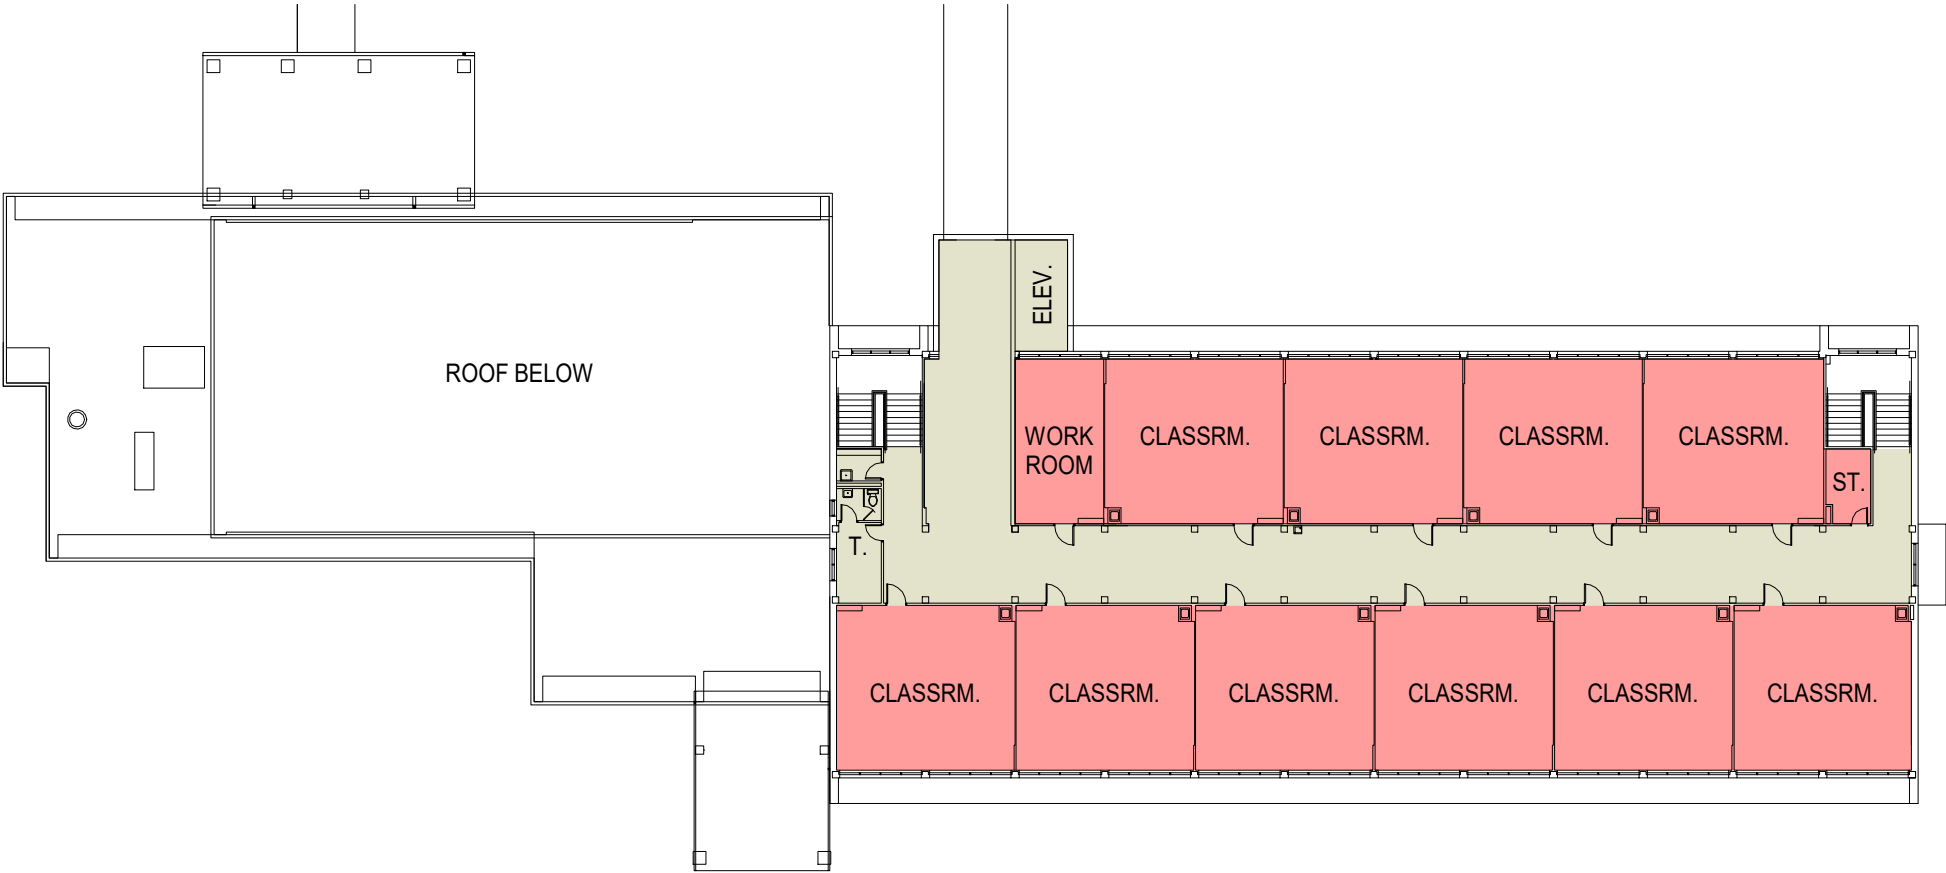 ELEV.
ROOF BELOW
WORK
ROOM
CLASSRM.
CLASSRM.
CLASSRM.
CLASSRM.
ST.
T.
CLASSRM.
CLASSRM.
CLASSRM.
CLASSRM.
CLASSRM.
CLASSRM.